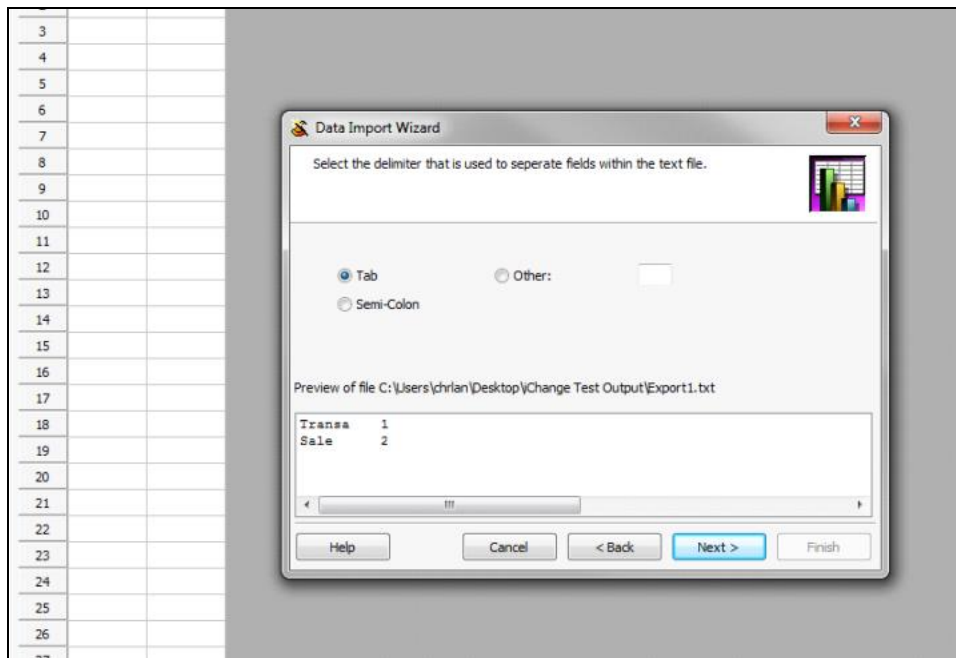 3
4
5
6
7
8
9
10
11
12
13
14
15
16
17
18
19
20
21
22
23
24
25
26
Data Import Wizard
Select the delimiter that is used to seperate fields within the text file.
Tab
Other:
Semi-Colon
Preview of file C:\Users\chrlan\Desktop\Change Test Output\Export1.txt
Transa 1
Sale 2
Help
Cancel
< Back
Next >
Finish